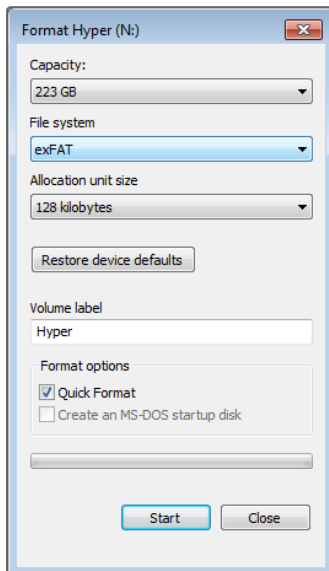 Format Hyper (N:)
Capacity:
223 GB
File system
exFAT
Allocation unit size
128 kilobytes
Restore device defaults
Volume label
Hyper
Format options
Quick Format
Create an MS-DOS startup disk
Start
Close